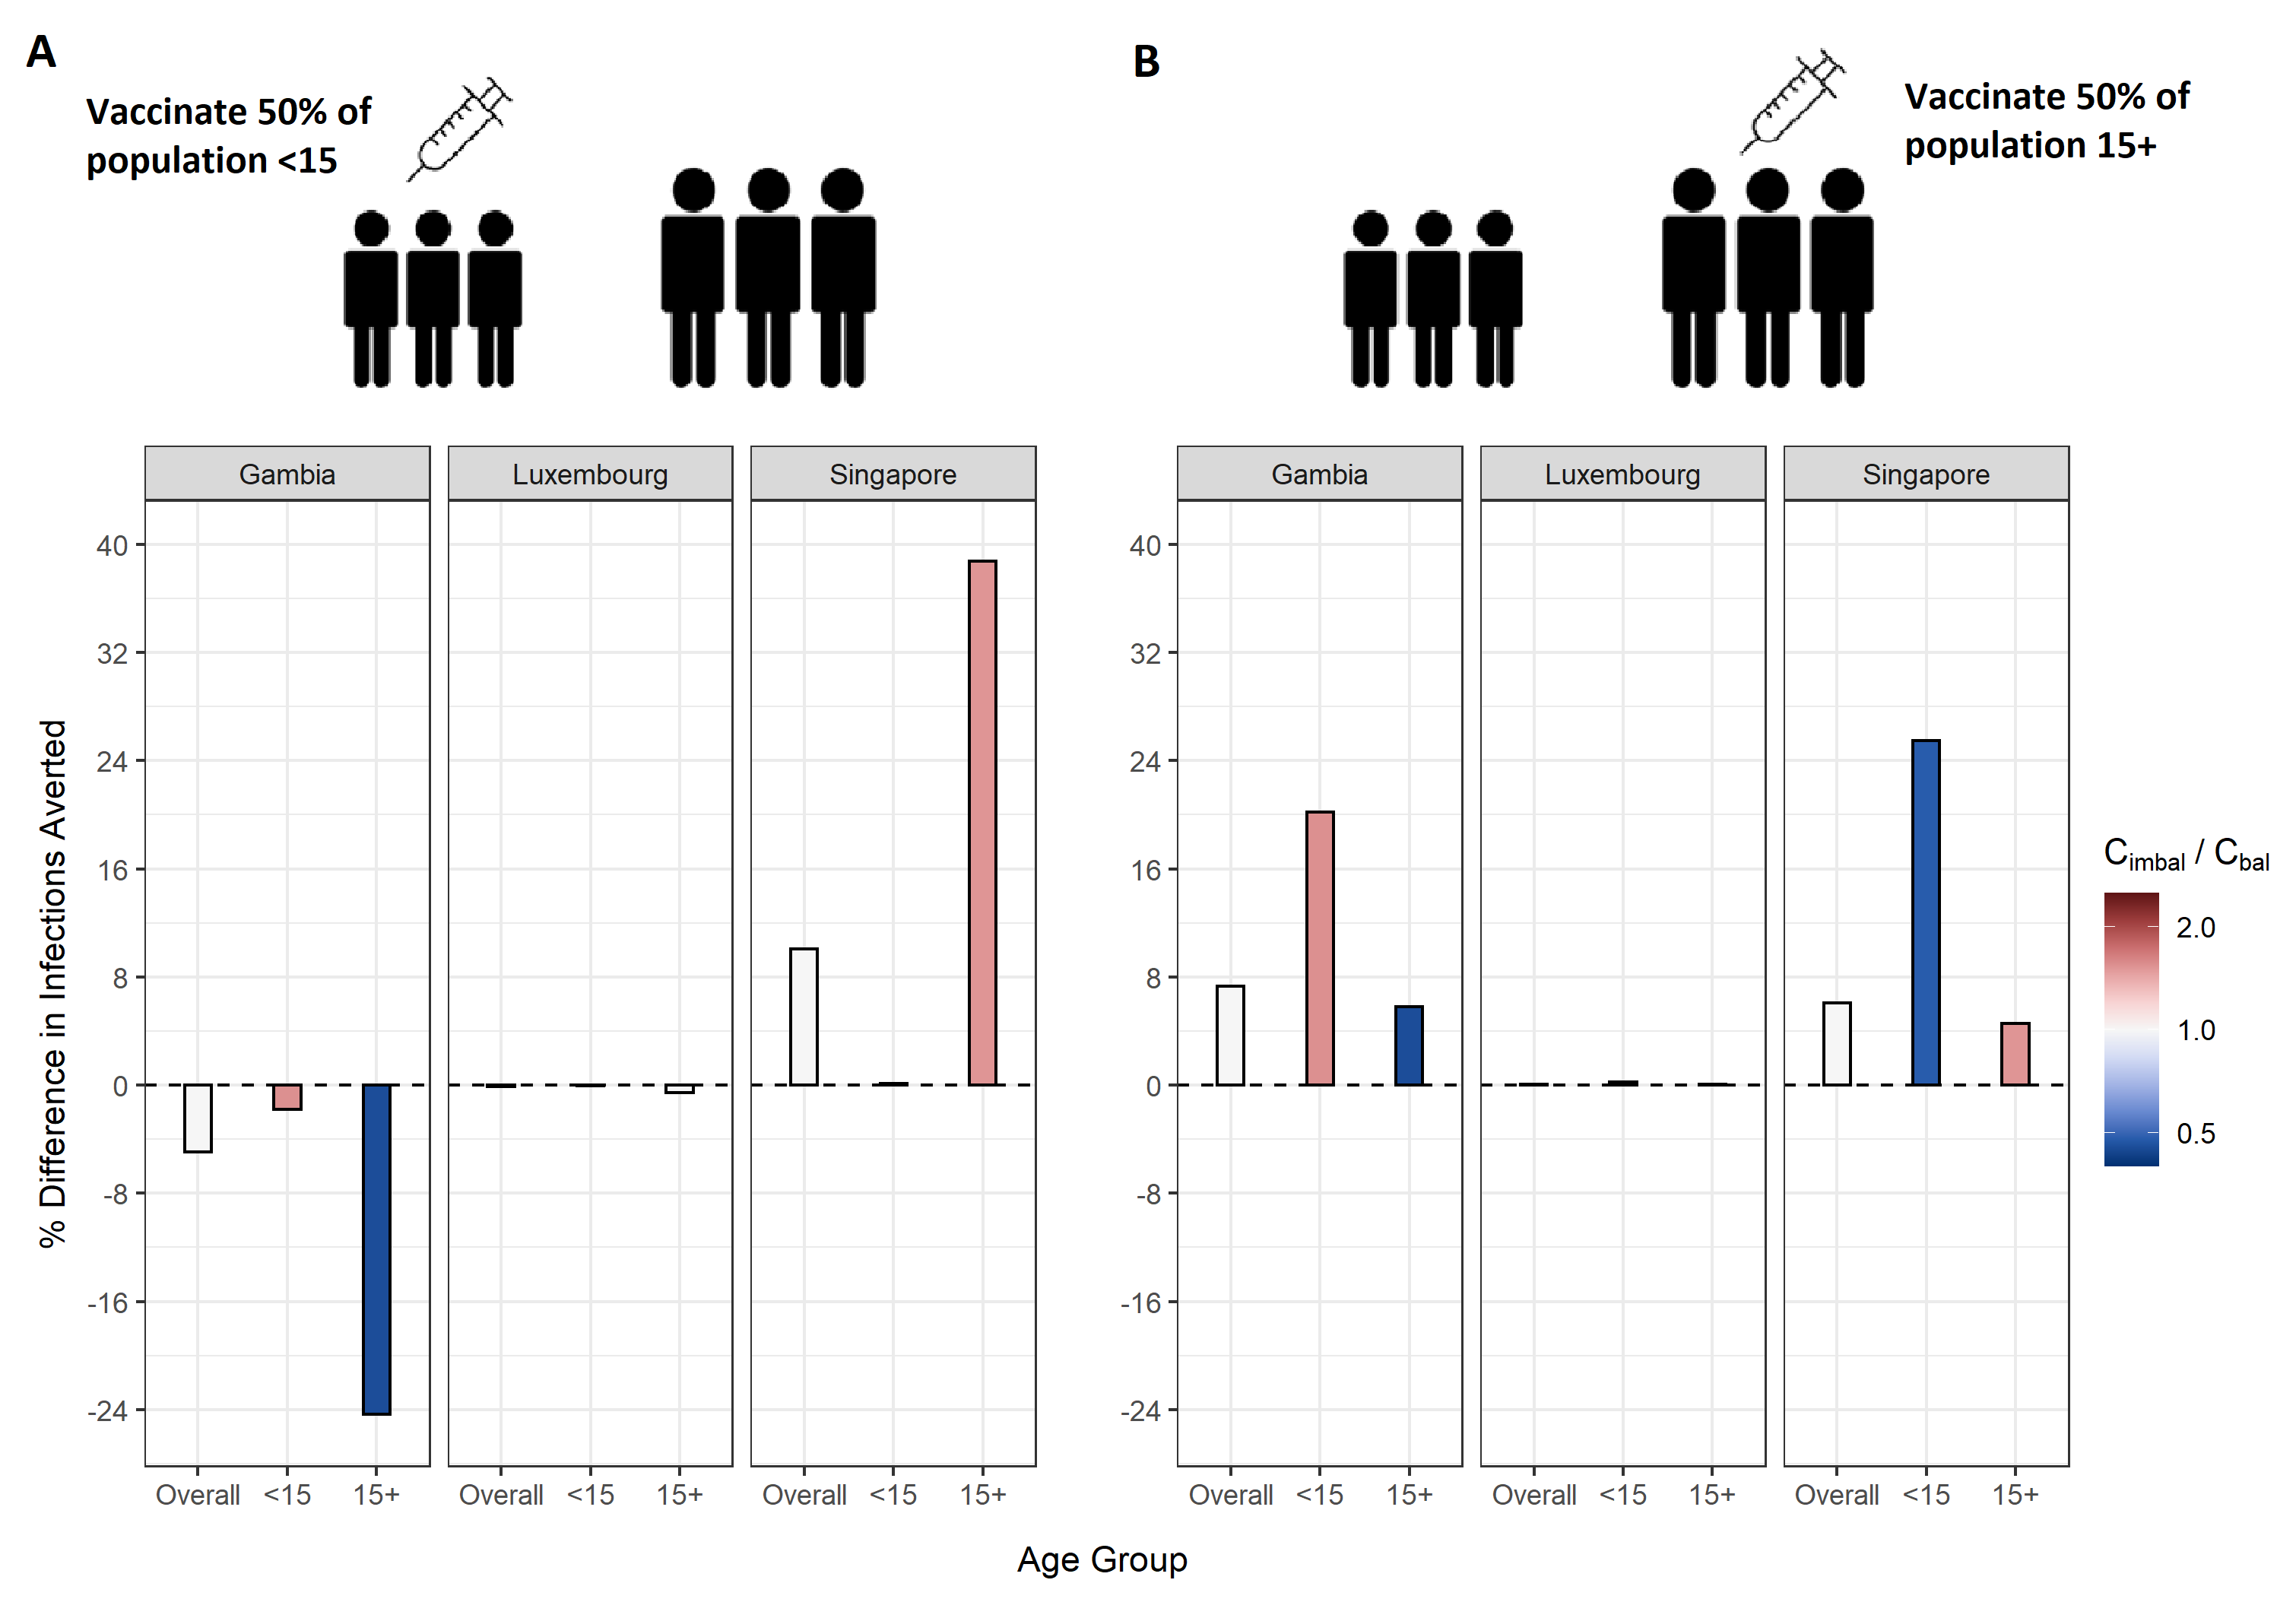 A
Vaccinate 50% of
population <15
B
Vaccinate 50% of
population 15+
Gambia
Luxembourg
Singapore
Gambia
Luxembourg
Singapore
% Difference in Infections Averted
40
32
24
16
8
0
-8
-16
-24
40
32
24
16
8
0
-8
-16
-24
Overall <15 15+
Overall <15 15+
Overall <15 15+
Overall <15 15+
Overall <15 15+
Overall <15 15+
Age Group
Cimbal / Cbal
2.0
1.0
0.5